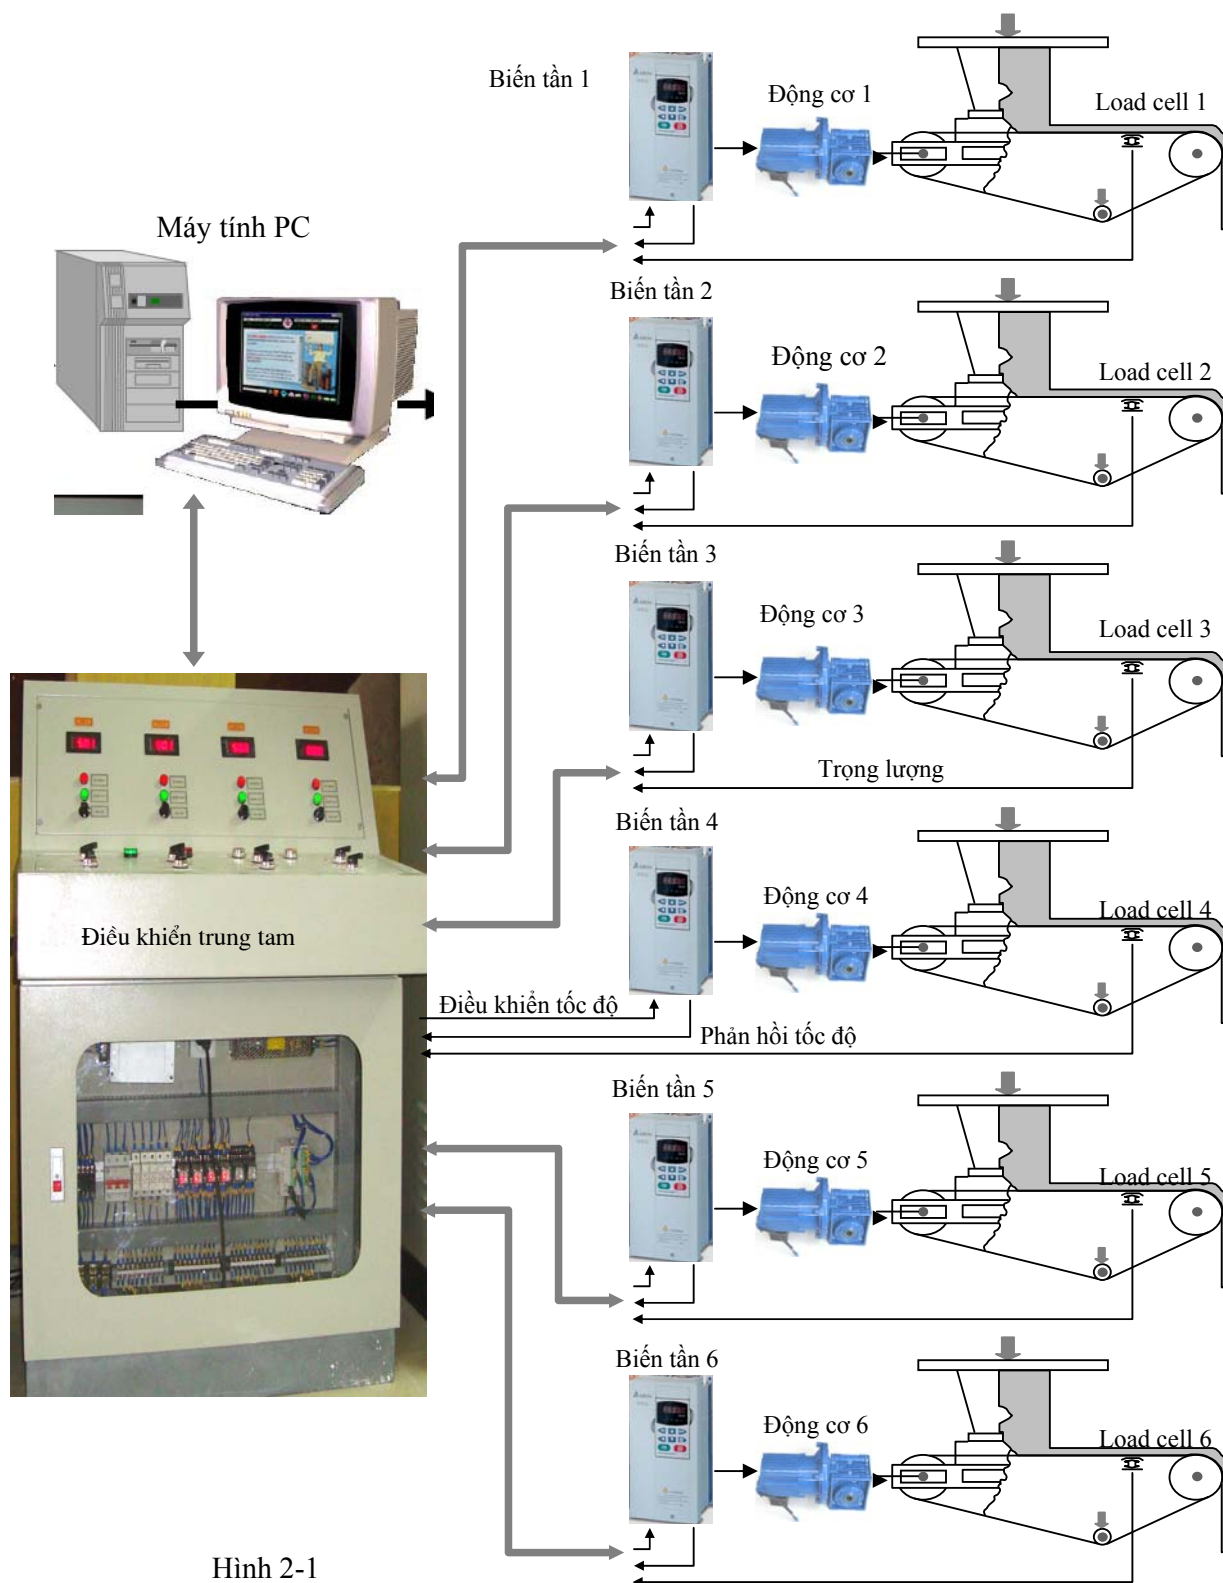 Biến tần 1
Động cơ 1
Load cell 1
Máy tính PC
Biến tần 2
Động cơ 2
Load cell 2
Biến tần 3
Động cơ 3
Load cell 3
Trọng lượng
Biến tần 4
Động cơ 4
Load cell 4
Điều khiển trung tam
Điều khiển tốc độ
Phản hồi tốc độ
Biến tần 5
Động cơ 5
Load cell 5
Biến tần 6
Động cơ 6
Load cell 6
Hình 2-1